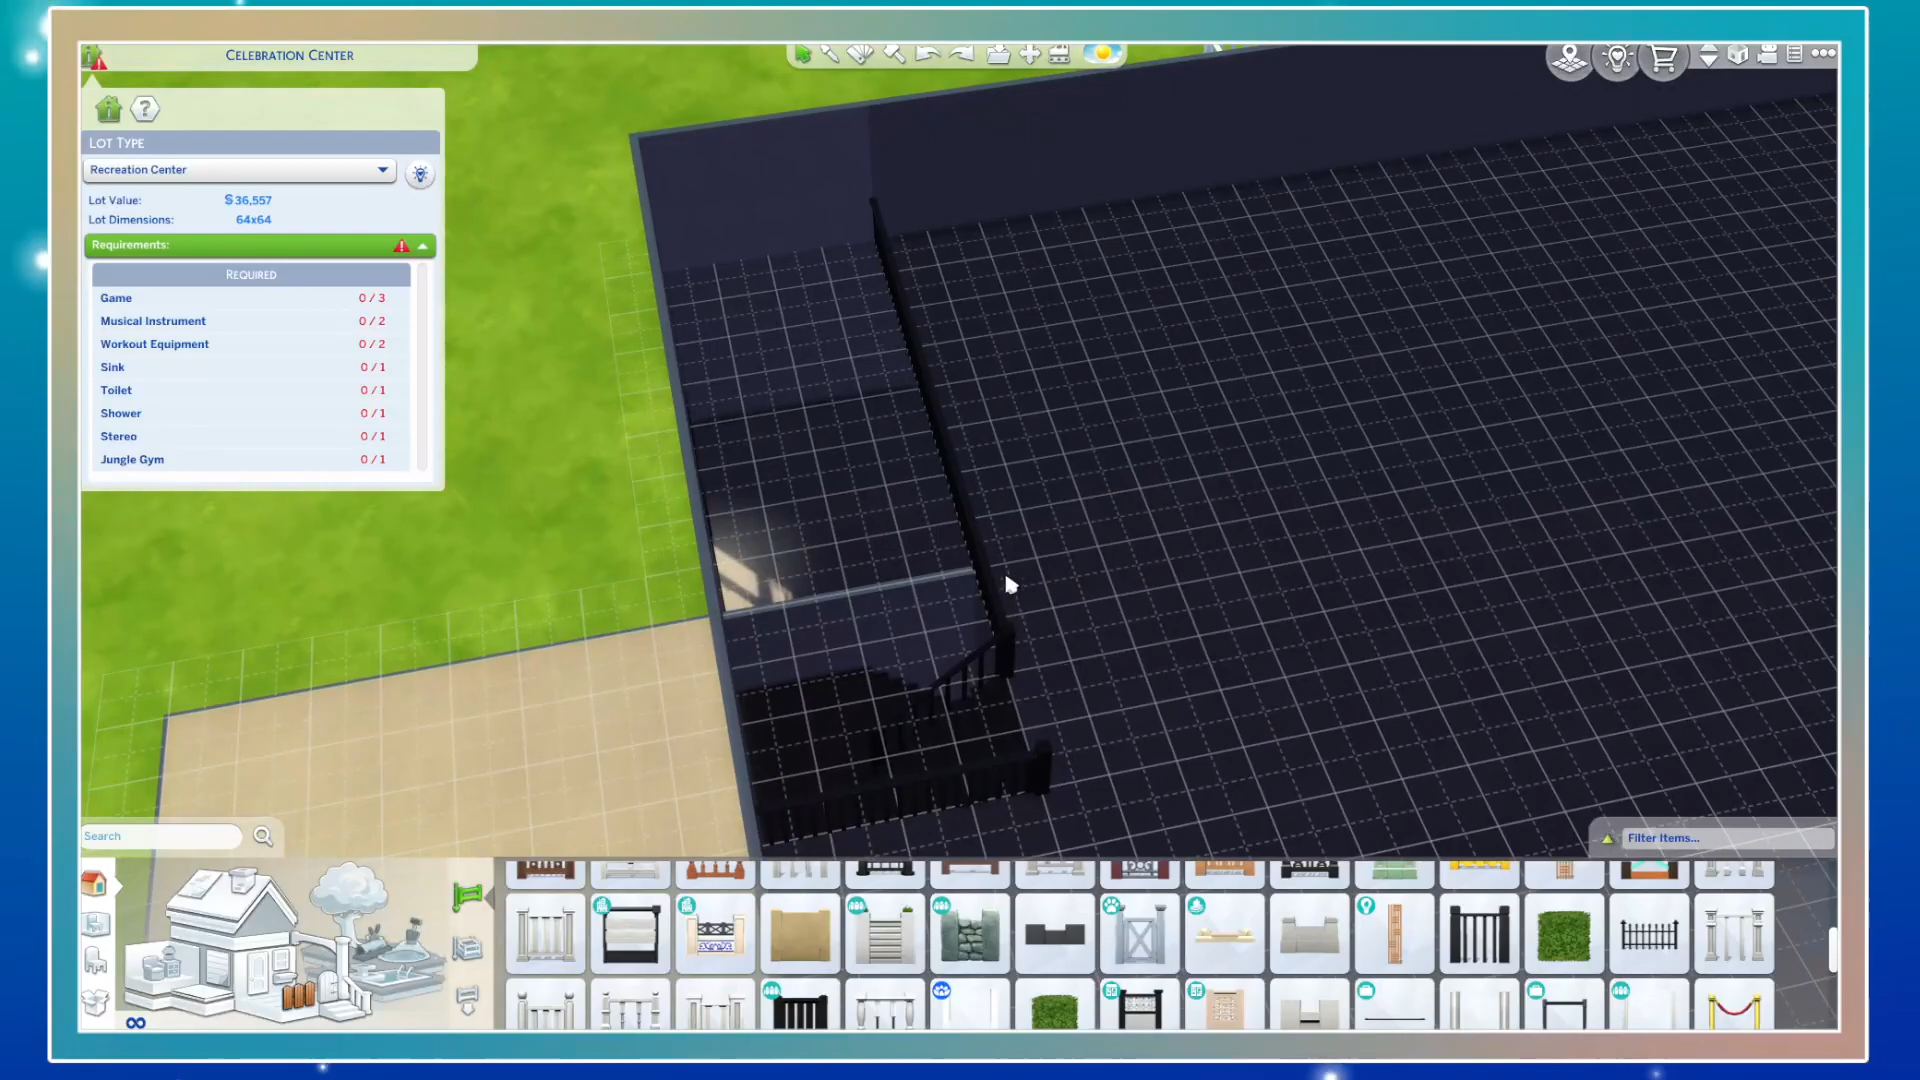 CELEBRATION CENTER
LOT TYPE
Recreation Center
Lot Value: §36,557
Lot Dimensions: 64x64
Requirements:
REQUIRED
Game 0 / 3
Musical Instrument 0 / 2
Workout Equipment 0 / 2
Sink 0 / 1
Toilet 0 / 1
Shower 0 / 1
Stereo 0 / 1
Jungle Gym 0 / 1
Search
Filter Items...